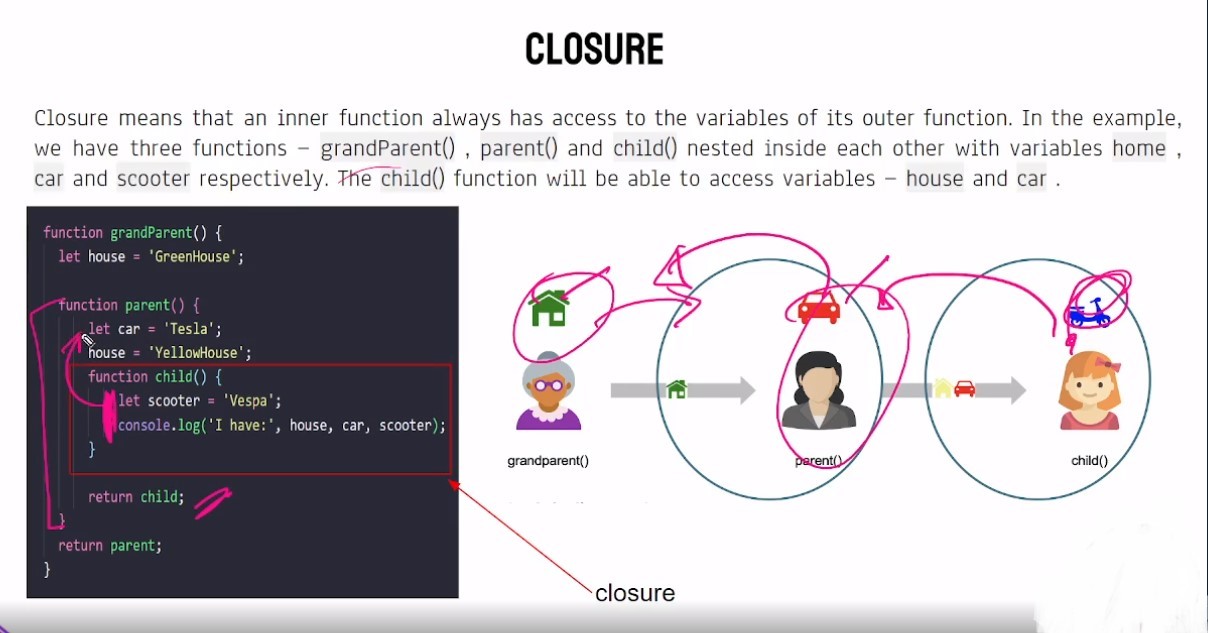 CLOSURE
Closure means that an inner function always has access to the variables of its outer function. In the example,
we have three functions – grandParent() , parent() and child() nested inside each other with variables home ,
car and scooter respectively. The child() function will be able to access variables – house and car .
function grandParent() {
let house = 'GreenHouse';
function parent() {
let car = 'Tesla';
house = 'YellowHouse';
function child() {
let scooter = 'Vespa';
console.log('I have:', house, car, scooter);
}
return child;
}
return parent;
}
grandparent()
parent()
child()
closure